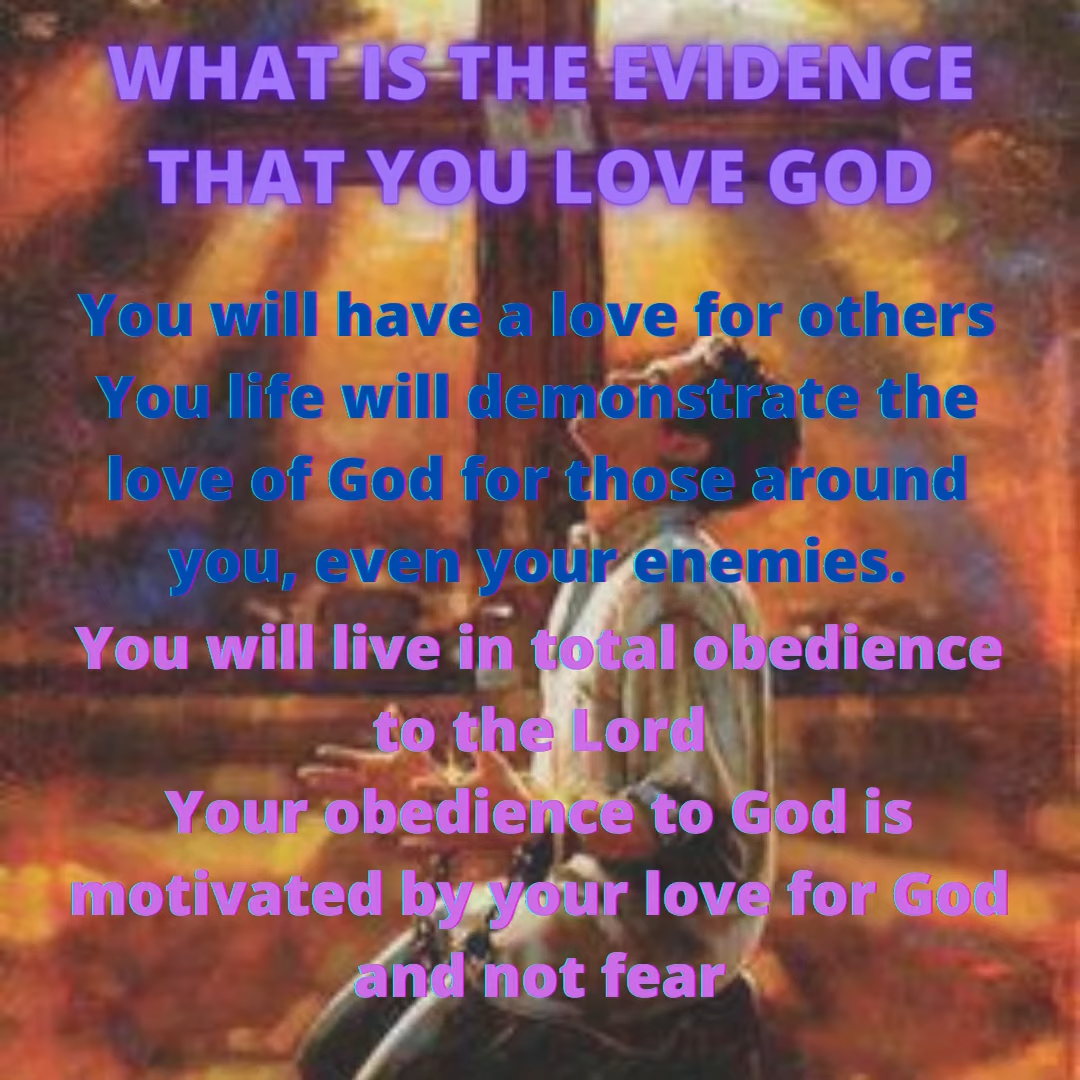 WHAT IS THE EVIDENCE
THAT YOU LOVE GOD
You will have a love for others
You life will demonstrate the
love of God for those around
you, even your enemies.
You will live in total obedience
to the Lord
Your obedience to God is
motivated by your love for God
and not fear